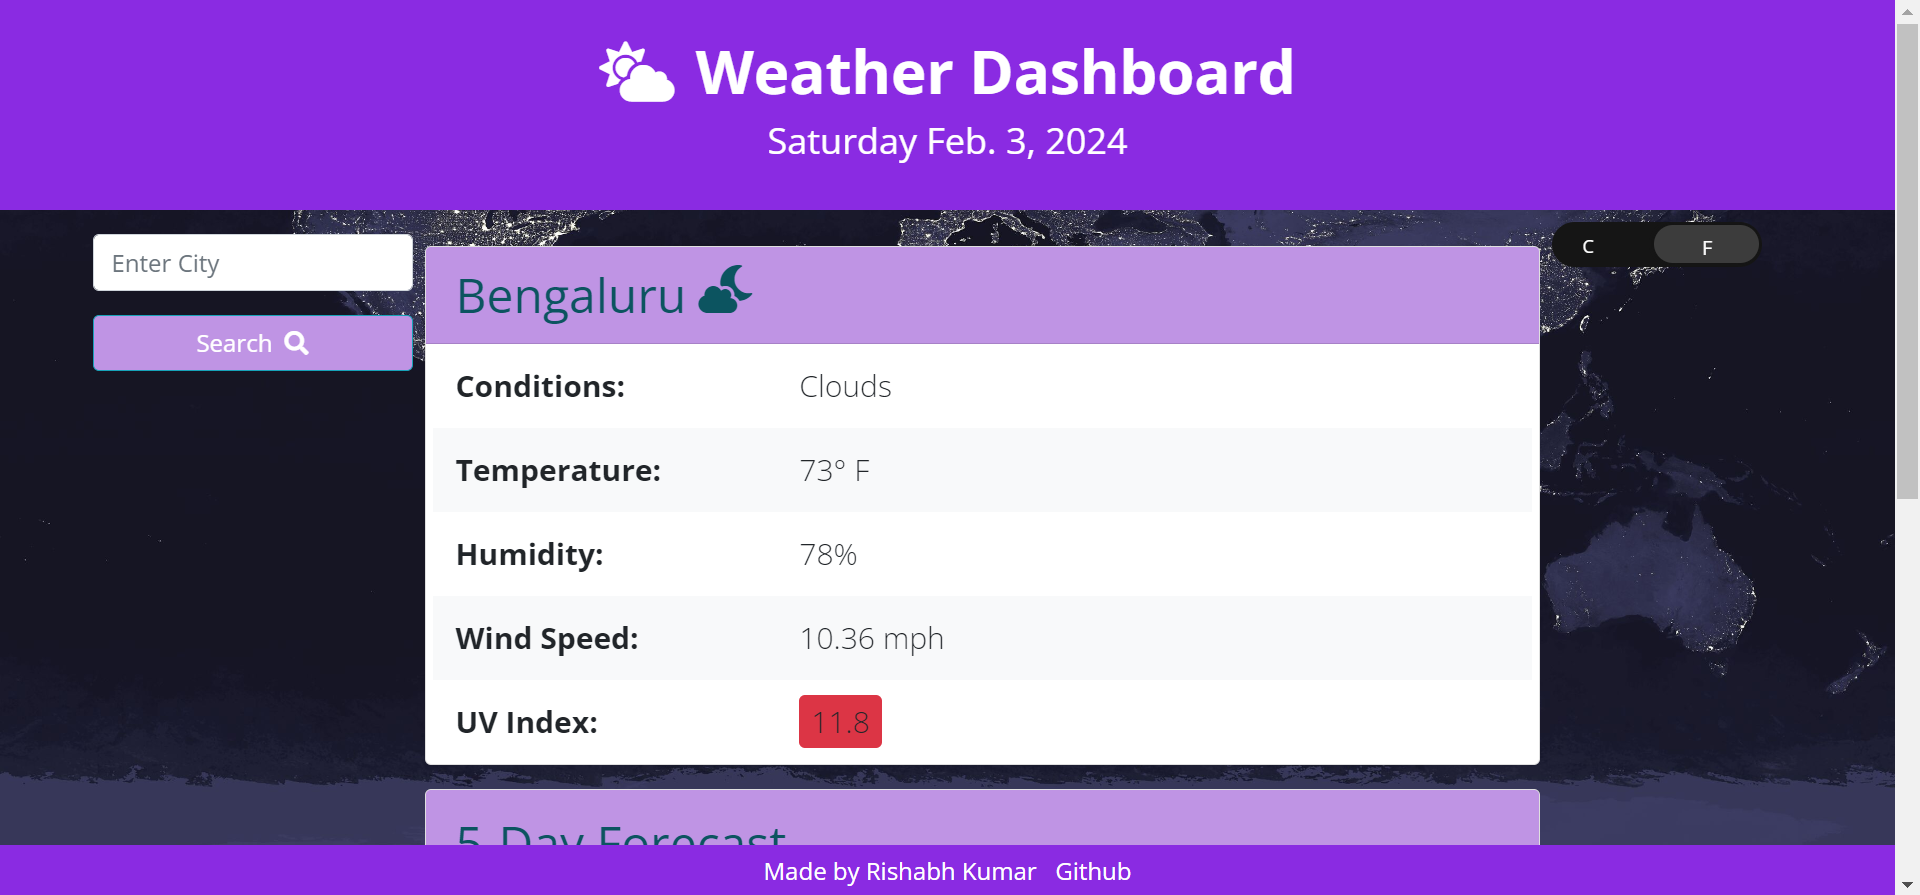 Weather Dashboard
Saturday Feb. 3, 2024
Enter City
Search
C F
Bengaluru
Conditions: Clouds
Temperature: 73° F
Humidity: 78%
Wind Speed: 10.36 mph
UV Index: 11.8
5-Day Forecast
Made by Rishabh Kumar Github